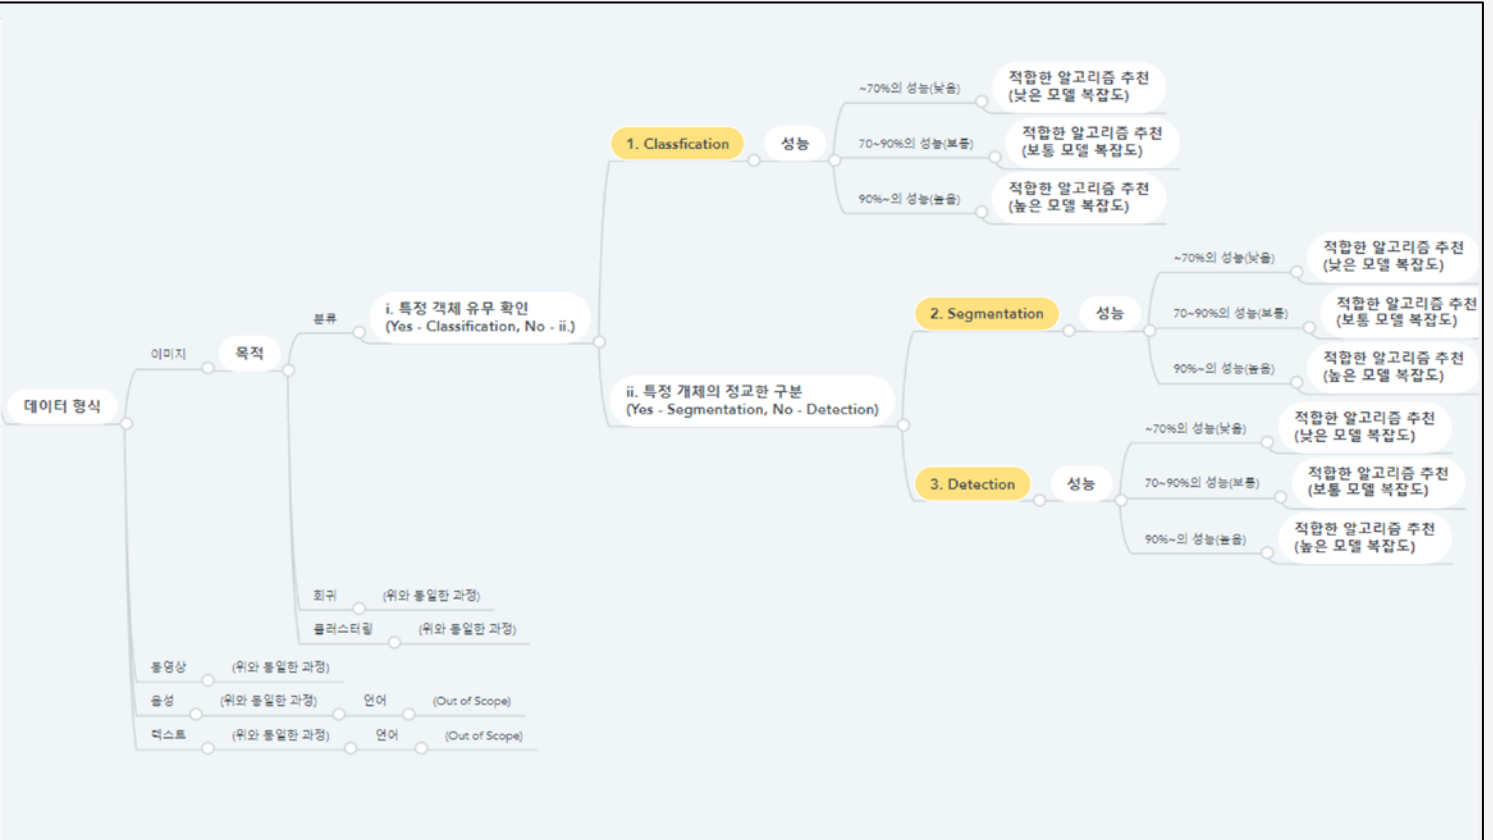 데이터 형식
이미지
목적
분류
i. 특정 객체 유무 확인
(Yes - Classification, No - ii.)
1. Classfication
성능
~70%의 성능(낮음)
적합한 알고리즘 추천
(낮은 모델 복잡도)
70~90%의 성능(보통)
적합한 알고리즘 추천
(보통 모델 복잡도)
90%~의 성능(높음)
적합한 알고리즘 추천
(높은 모델 복잡도)
ii. 특정 개체의 정교한 구분
(Yes - Segmentation, No - Detection)
2. Segmentation
성능
~70%의 성능(낮음)
적합한 알고리즘 추천
(낮은 모델 복잡도)
70~90%의 성능(보통)
적합한 알고리즘 추천
(보통 모델 복잡도)
90%~의 성능(높음)
적합한 알고리즘 추천
(높은 모델 복잡도)
3. Detection
성능
~70%의 성능(낮음)
적합한 알고리즘 추천
(낮은 모델 복잡도)
70~90%의 성능(보통)
적합한 알고리즘 추천
(보통 모델 복잡도)
90%~의 성능(높음)
적합한 알고리즘 추천
(높은 모델 복잡도)
회귀
(위와 동일한 과정)
클러스터링
(위와 동일한 과정)
동영상
(위와 동일한 과정)
음성
(위와 동일한 과정)
언어
(Out of Scope)
텍스트
(위와 동일한 과정)
언어
(Out of Scope)